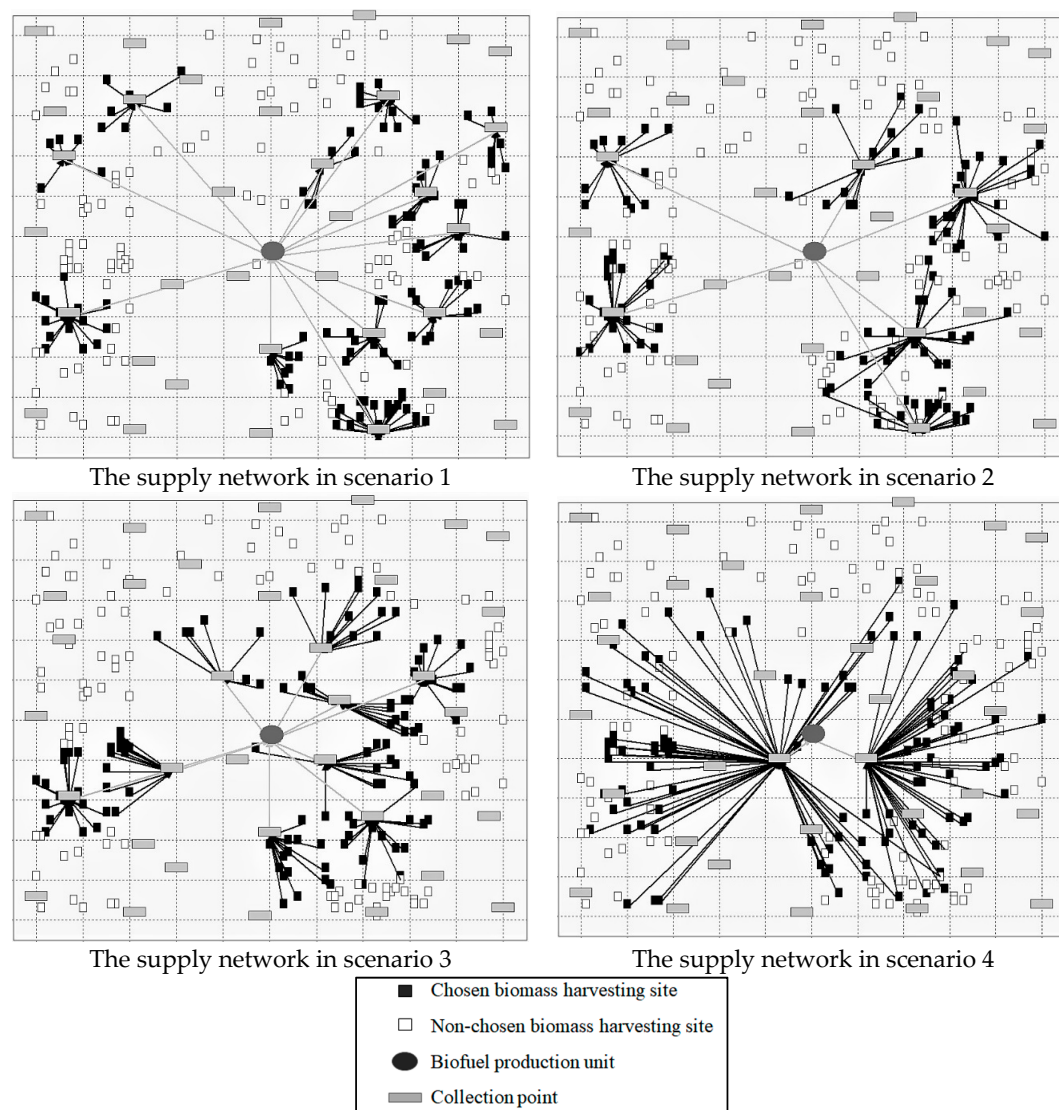 The supply network in scenario 1
The supply network in scenario 2
The supply network in scenario 3
The supply network in scenario 4
Chosen biomass harvesting site
Non-chosen biomass harvesting site
Biofuel production unit
Collection point